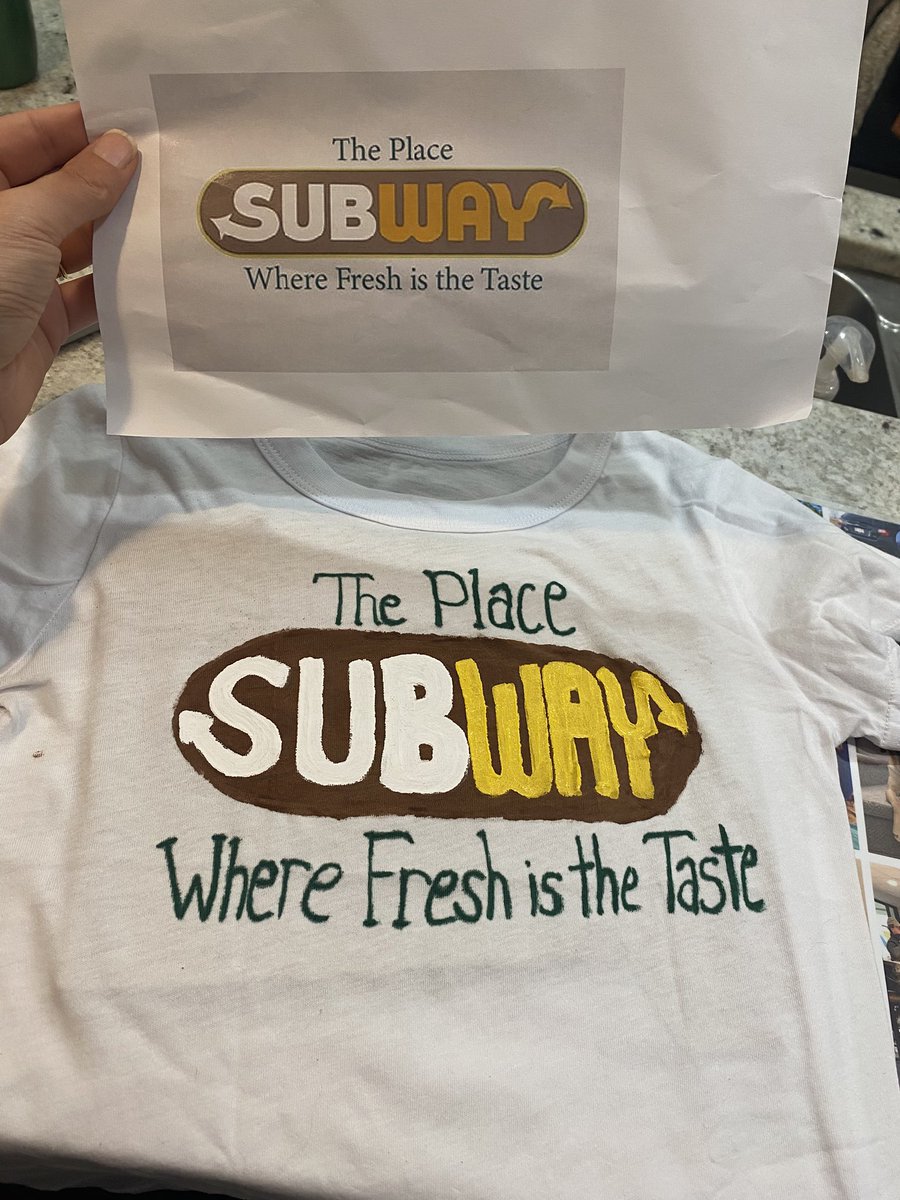 The Place
SUBWAY
Where Fresh is the Taste
The Place
SUBWAY
Where Fresh is the Taste